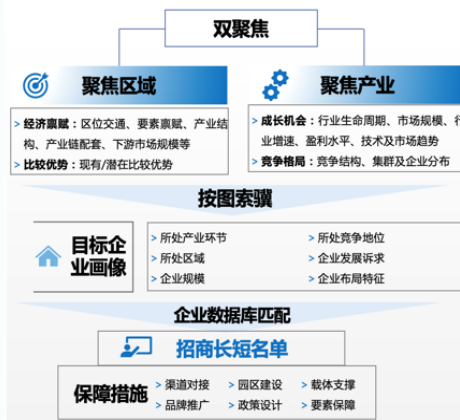 双聚焦
聚焦区域
聚焦产业
> 经济禀赋：区位交通、要素禀赋、产业结
构、产业链配套、下游市场规模等
> 比较优势：现有/潜在比较优势
> 成长机会：行业生命周期、市场规模、行
业增速、盈利水平、技术及市场趋势
> 竞争格局：竞争结构、集群及企业分布
按图索骥
目标企
业画像
> 所处产业环节
> 所处区域
> 企业规模
> 所处竞争地位
> 企业发展诉求
> 企业布局特征
企业数据库匹配
招商长短名单
保障措施
> 渠道对接 > 园区建设 > 载体支撑
> 品牌推广 > 政策设计 > 要素保障